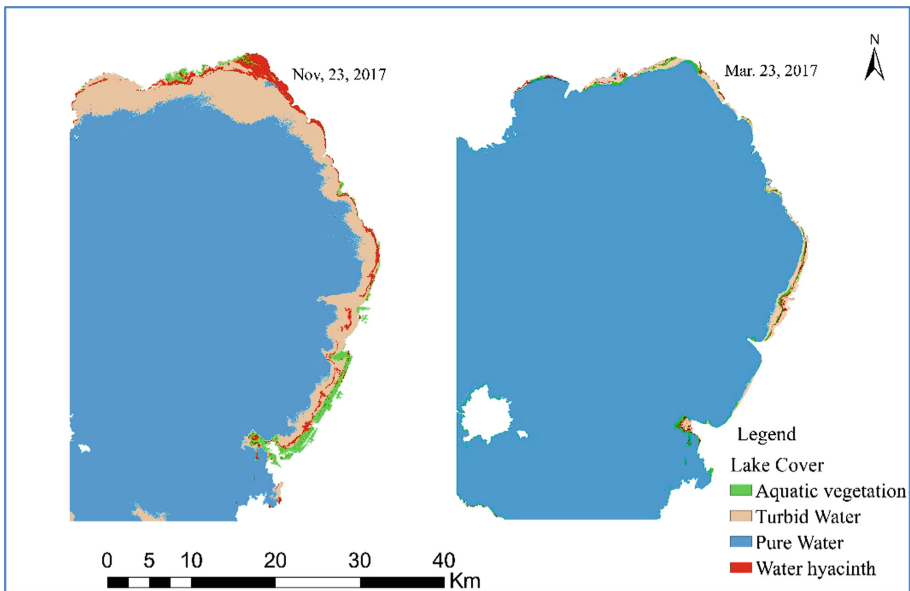 N
Nov, 23, 2017
Mar. 23, 2017
Legend
Lake Cover
Aquatic vegetation
Turbid Water
Pure Water
Water hyacinth
0 5 10 20 30 40
Km